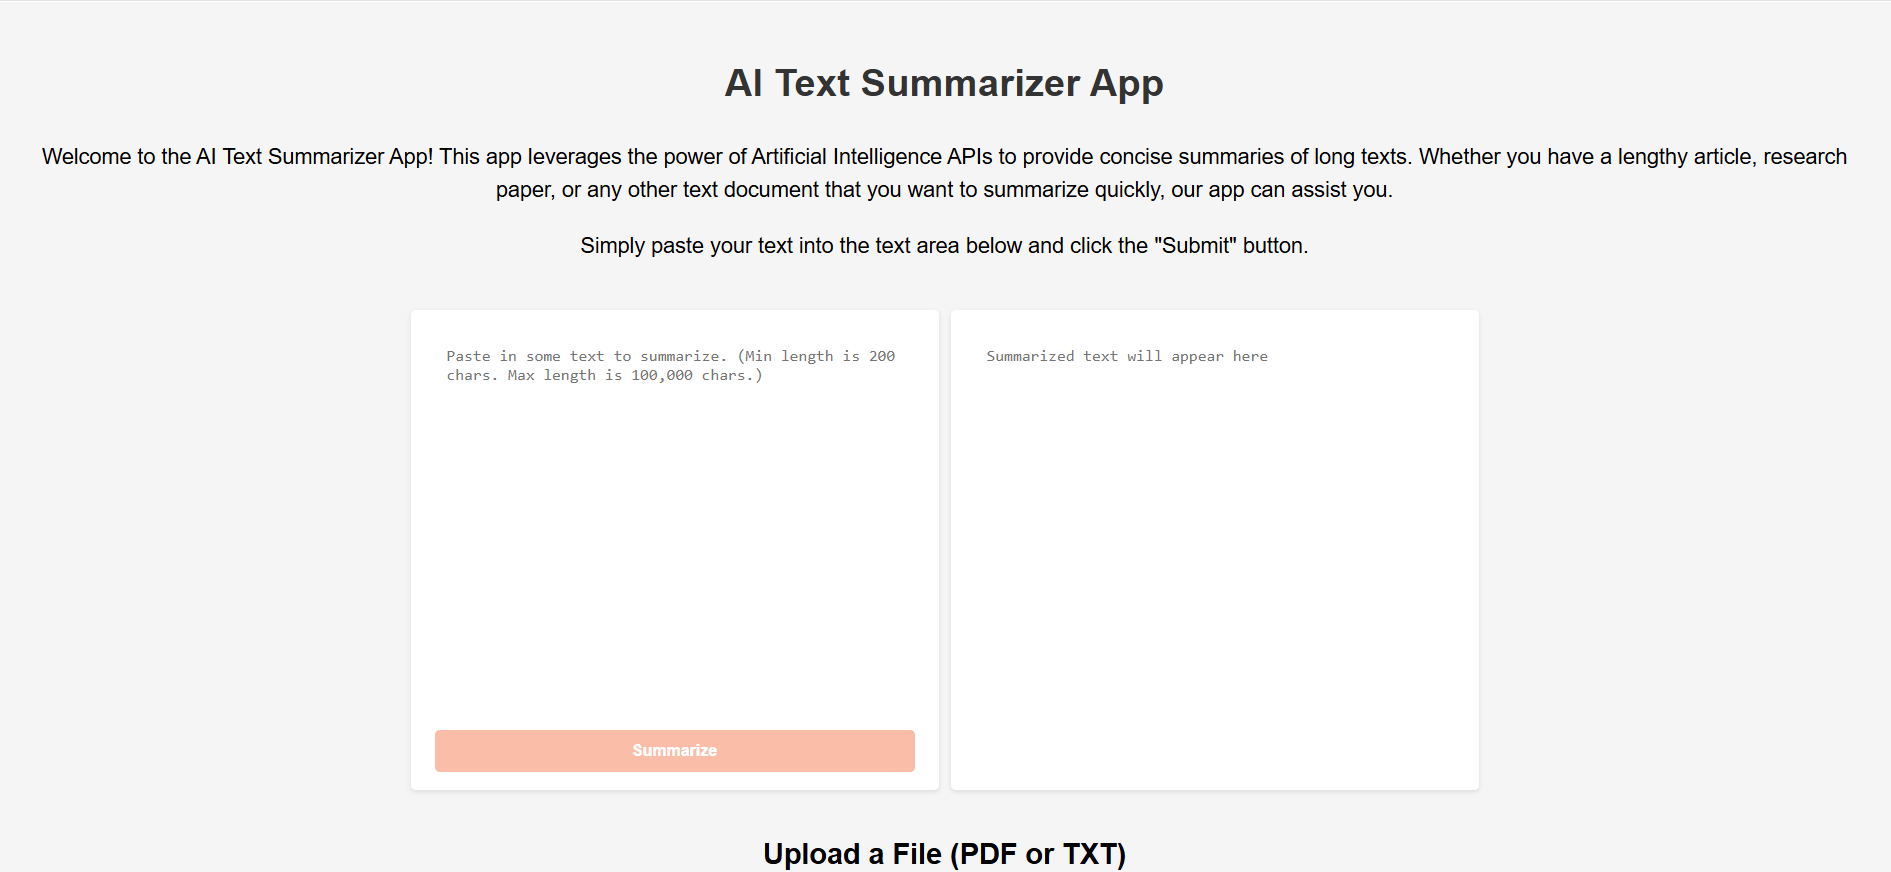 AI Text Summarizer App
Welcome to the AI Text Summarizer App! This app leverages the power of Artificial Intelligence APIs to provide concise summaries of long texts. Whether you have a lengthy article, research
paper, or any other text document that you want to summarize quickly, our app can assist you.
Simply paste your text into the text area below and click the "Submit" button.
Paste in some text to summarize. (Min length is 200
chars. Max length is 100,000 chars.)
Summarize
Summarized text will appear here
Upload a File (PDF or TXT)